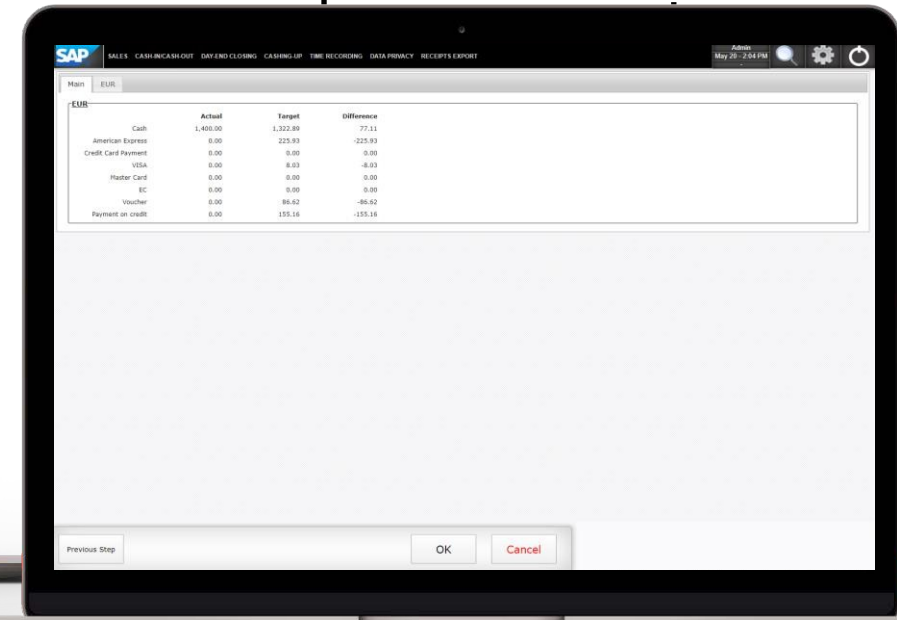 SAP SALES CASH-IN/CASH-OUT DAY-END CLOSING CASHING-UP TIME RECORDING DATA PRIVACY RECEIPTS EXPORT
Admin
May 20 - 2:04 PM
Main EUR
EUR
Actual Target Difference
Cash 1,400.00 1,322.89 77.11
American Express 0.00 225.93 -225.93
Credit Card Payment 0.00 0.00 0.00
VISA 0.00 8.03 -8.03
Master Card 0.00 0.00 0.00
EC 0.00 0.00 0.00
Voucher 0.00 86.62 -86.62
Payment on credit 0.00 155.16 -155.16
Previous Step OK Cancel